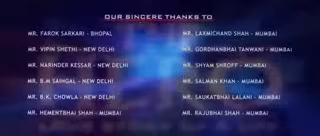 OUR SINCERE THANKS TO
MR. FAROK SARKARI - BHOPAL
MR. VIPIN SHETHI - NEW DELHI
MR. NARINDER KESSAR - NEW DELHI
MR. B.M SAIHGAL - NEW DELHI
MR. B.K. CHOWLA - NEW DELHI
MR. HEMENTBHAI SHAH - MUMBAI
MR. LAXMICHAND SHAH - MUMBAI
MR. GORDHANBHAI TANWANI - MUMBAI
MR. SHYAM SHROFF - MUMBAI
MR. SALMAN KHAN - MUMBAI
MR. SAUKATBHAI LALANI - MUMBAI
MR. RAJUBHAI SHAH - MUMBAI